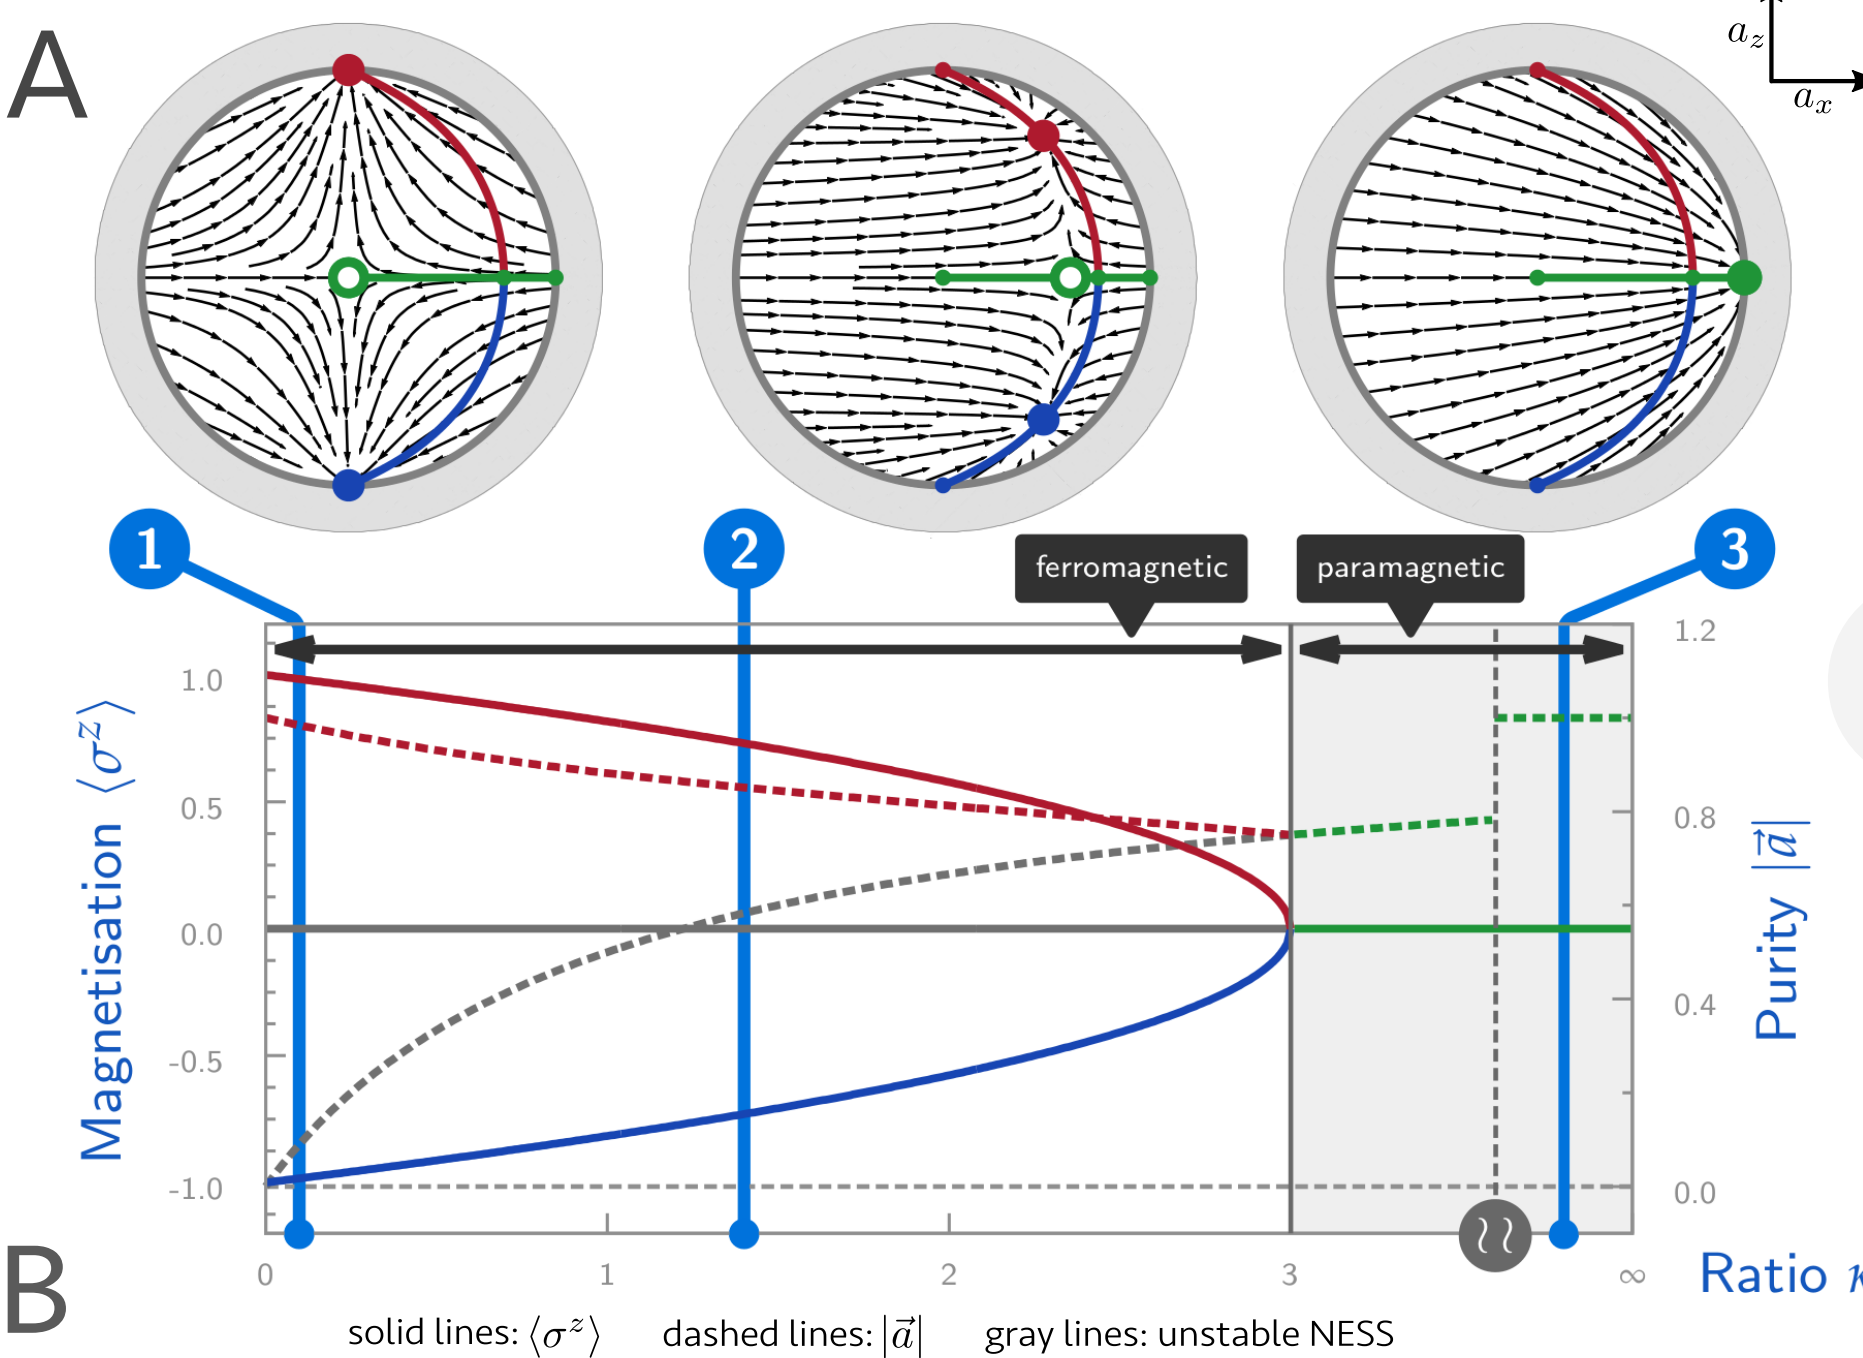 A
a_z
a_x
1
2
3
ferromagnetic
paramagnetic
1.2
1.0
0.5
0.8
0.0
0.4
-0.5
-1.0
0.0
Magnetisation ⟨σ^z⟩
Purity |a⃗|
B
0
1
2
3
∞
Ratio
solid lines: ⟨σ^z⟩ dashed lines: |a⃗| gray lines: unstable NESS